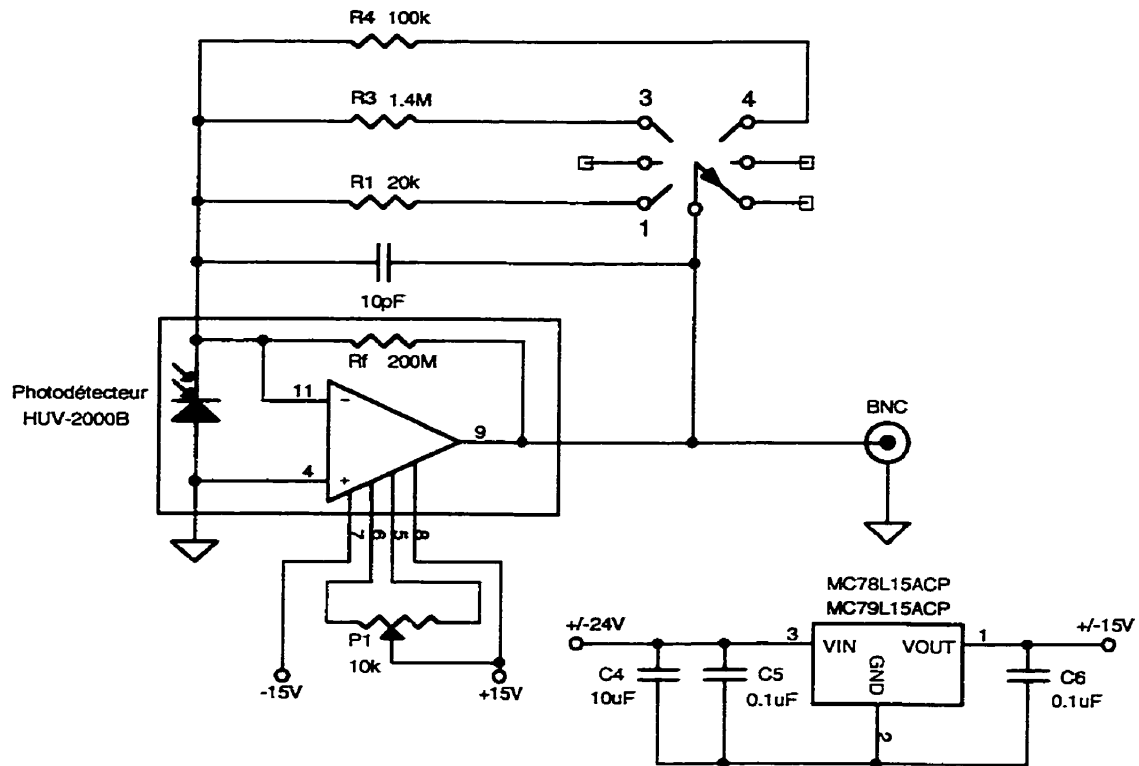 R4 100k
R3 1.4M
3
4
R1 20k
1
10pF
Rf 200M
Photodétecteur
HUV-2000B
11
−
9
BNC
4
+
7
6
5
8
MC78L15ACP
MC79L15ACP
P1
10k
+/-24V
3
VIN
VOUT
1
+/-15V
GND
C4
10uF
C5
0.1uF
C6
0.1uF
-15V
+15V
2